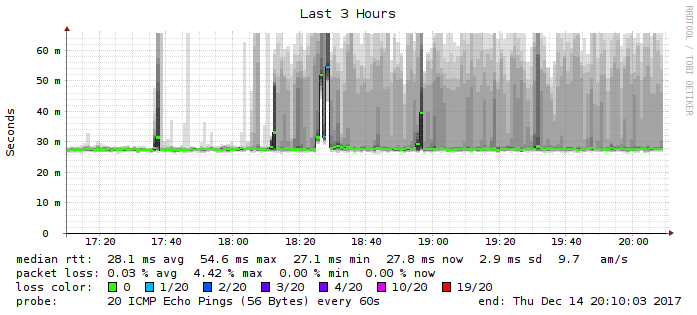 Last 3 Hours
RRDTOOL / TOBI OETIKER
Seconds
60 m
50 m
40 m
30 m
20 m
10 m
0
17:20 17:40 18:00 18:20 18:40 19:00 19:20 19:40 20:00
median rtt: 28.1 ms avg 54.6 ms max 27.1 ms min 27.8 ms now 2.9 ms sd 9.7 am/s
packet loss: 0.03 % avg 4.42 % max 0.00 % min 0.00 % now
loss color: 0 1/20 2/20 3/20 4/20 10/20 19/20
probe: 20 ICMP Echo Pings (56 Bytes) every 60s end: Thu Dec 14 20:10:03 2017